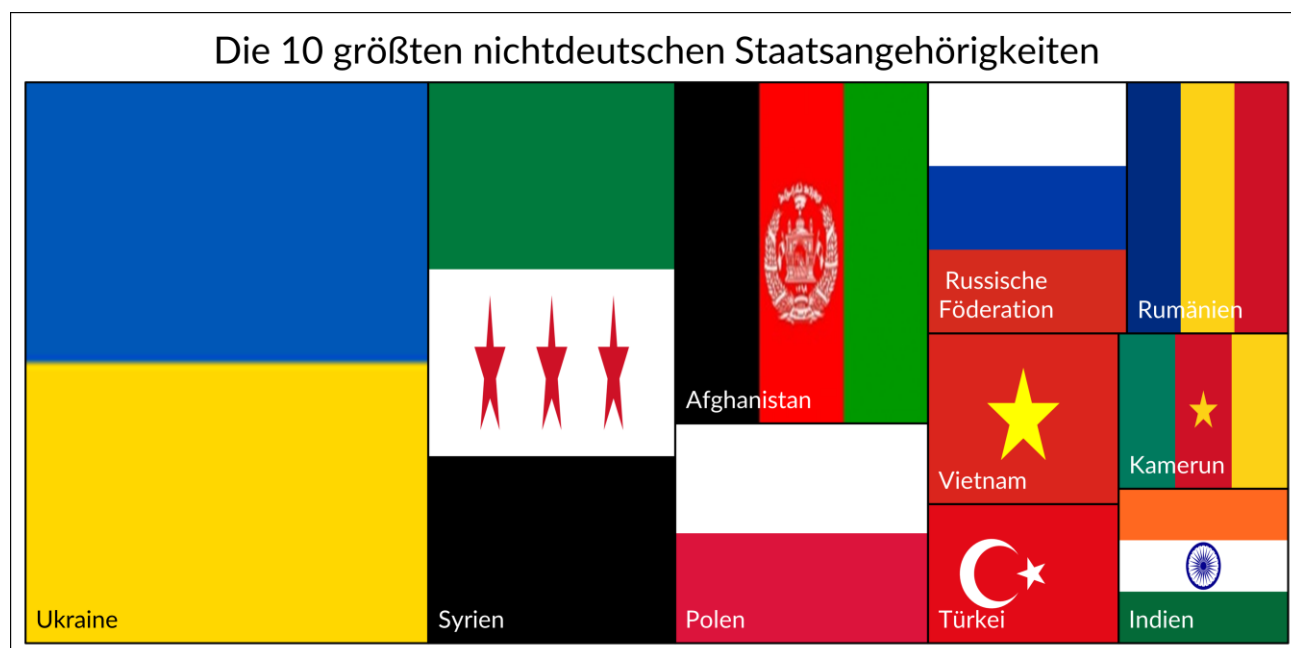 Die 10 größten nichtdeutschen Staatsangehörigkeiten
Ukraine
Syrien
Afghanistan
Polen
Russische
Föderation
Rumänien
Vietnam
Kamerun
Türkei
Indien